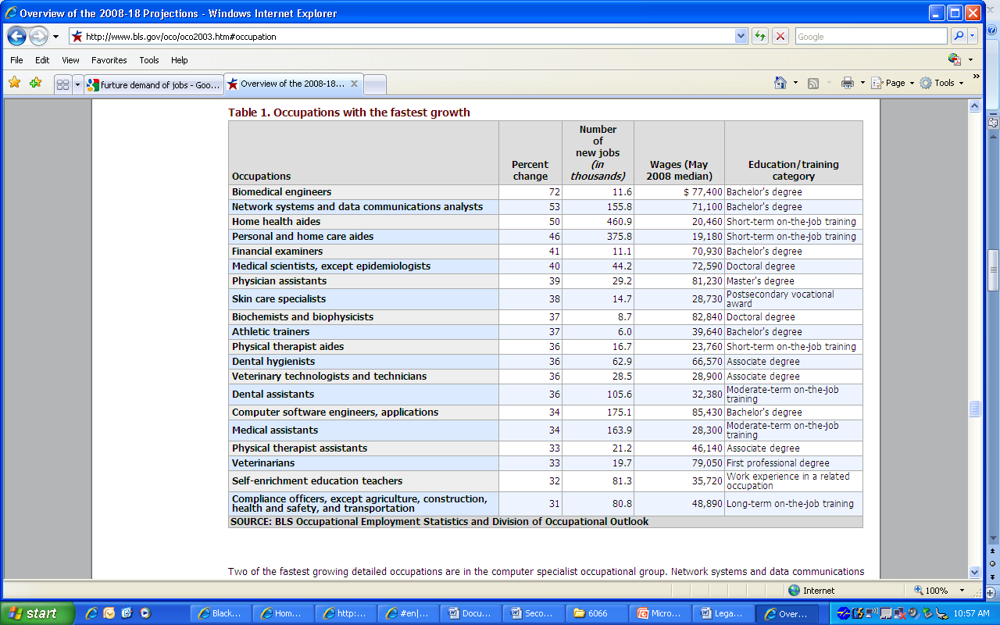 Overview of the 2008-18 Projections - Windows Internet Explorer
http://www.bls.gov/oco/oco2003.htm#occupation
Google
File Edit View Favorites Tools Help
furture demand of jobs - Goo... Overview of the 2008-18... Page Tools
Table 1. Occupations with the fastest growth
Occupations Percent change Number of new jobs (in thousands) Wages (May 2008 median) Education/training category
Biomedical engineers 72 11.6 $ 77,400 Bachelor's degree
Network systems and data communications analysts 53 155.8 71,100 Bachelor's degree
Home health aides 50 460.9 20,460 Short-term on-the-job training
Personal and home care aides 46 375.8 19,180 Short-term on-the-job training
Financial examiners 41 11.1 70,930 Bachelor's degree
Medical scientists, except epidemiologists 40 44.2 72,590 Doctoral degree
Physician assistants 39 29.2 81,230 Master's degree
Skin care specialists 38 14.7 28,730 Postsecondary vocational award
Biochemists and biophysicists 37 8.7 82,840 Doctoral degree
Athletic trainers 37 6.0 39,640 Bachelor's degree
Physical therapist aides 36 16.7 23,760 Short-term on-the-job training
Dental hygienists 36 62.9 66,570 Associate degree
Veterinary technologists and technicians 36 28.5 28,900 Associate degree
Dental assistants 36 105.6 32,380 Moderate-term on-the-job training
Computer software engineers, applications 34 175.1 85,430 Bachelor's degree
Medical assistants 34 163.9 28,300 Moderate-term on-the-job training
Physical therapist assistants 33 21.2 46,140 Associate degree
Veterinarians 33 19.7 79,050 First professional degree
Self-enrichment education teachers 32 81.3 35,720 Work experience in a related occupation
Compliance officers, except agriculture, construction, health and safety, and transportation 31 80.8 48,890 Long-term on-the-job training
SOURCE: BLS Occupational Employment Statistics and Division of Occupational Outlook
Two of the fastest growing detailed occupations are in the computer specialist occupational group. Network systems and data communications
Internet 100%
start Black... Hom... http:... #en|... Docu... Seco... 6066 Micro... Lega... Over... 10:57 AM